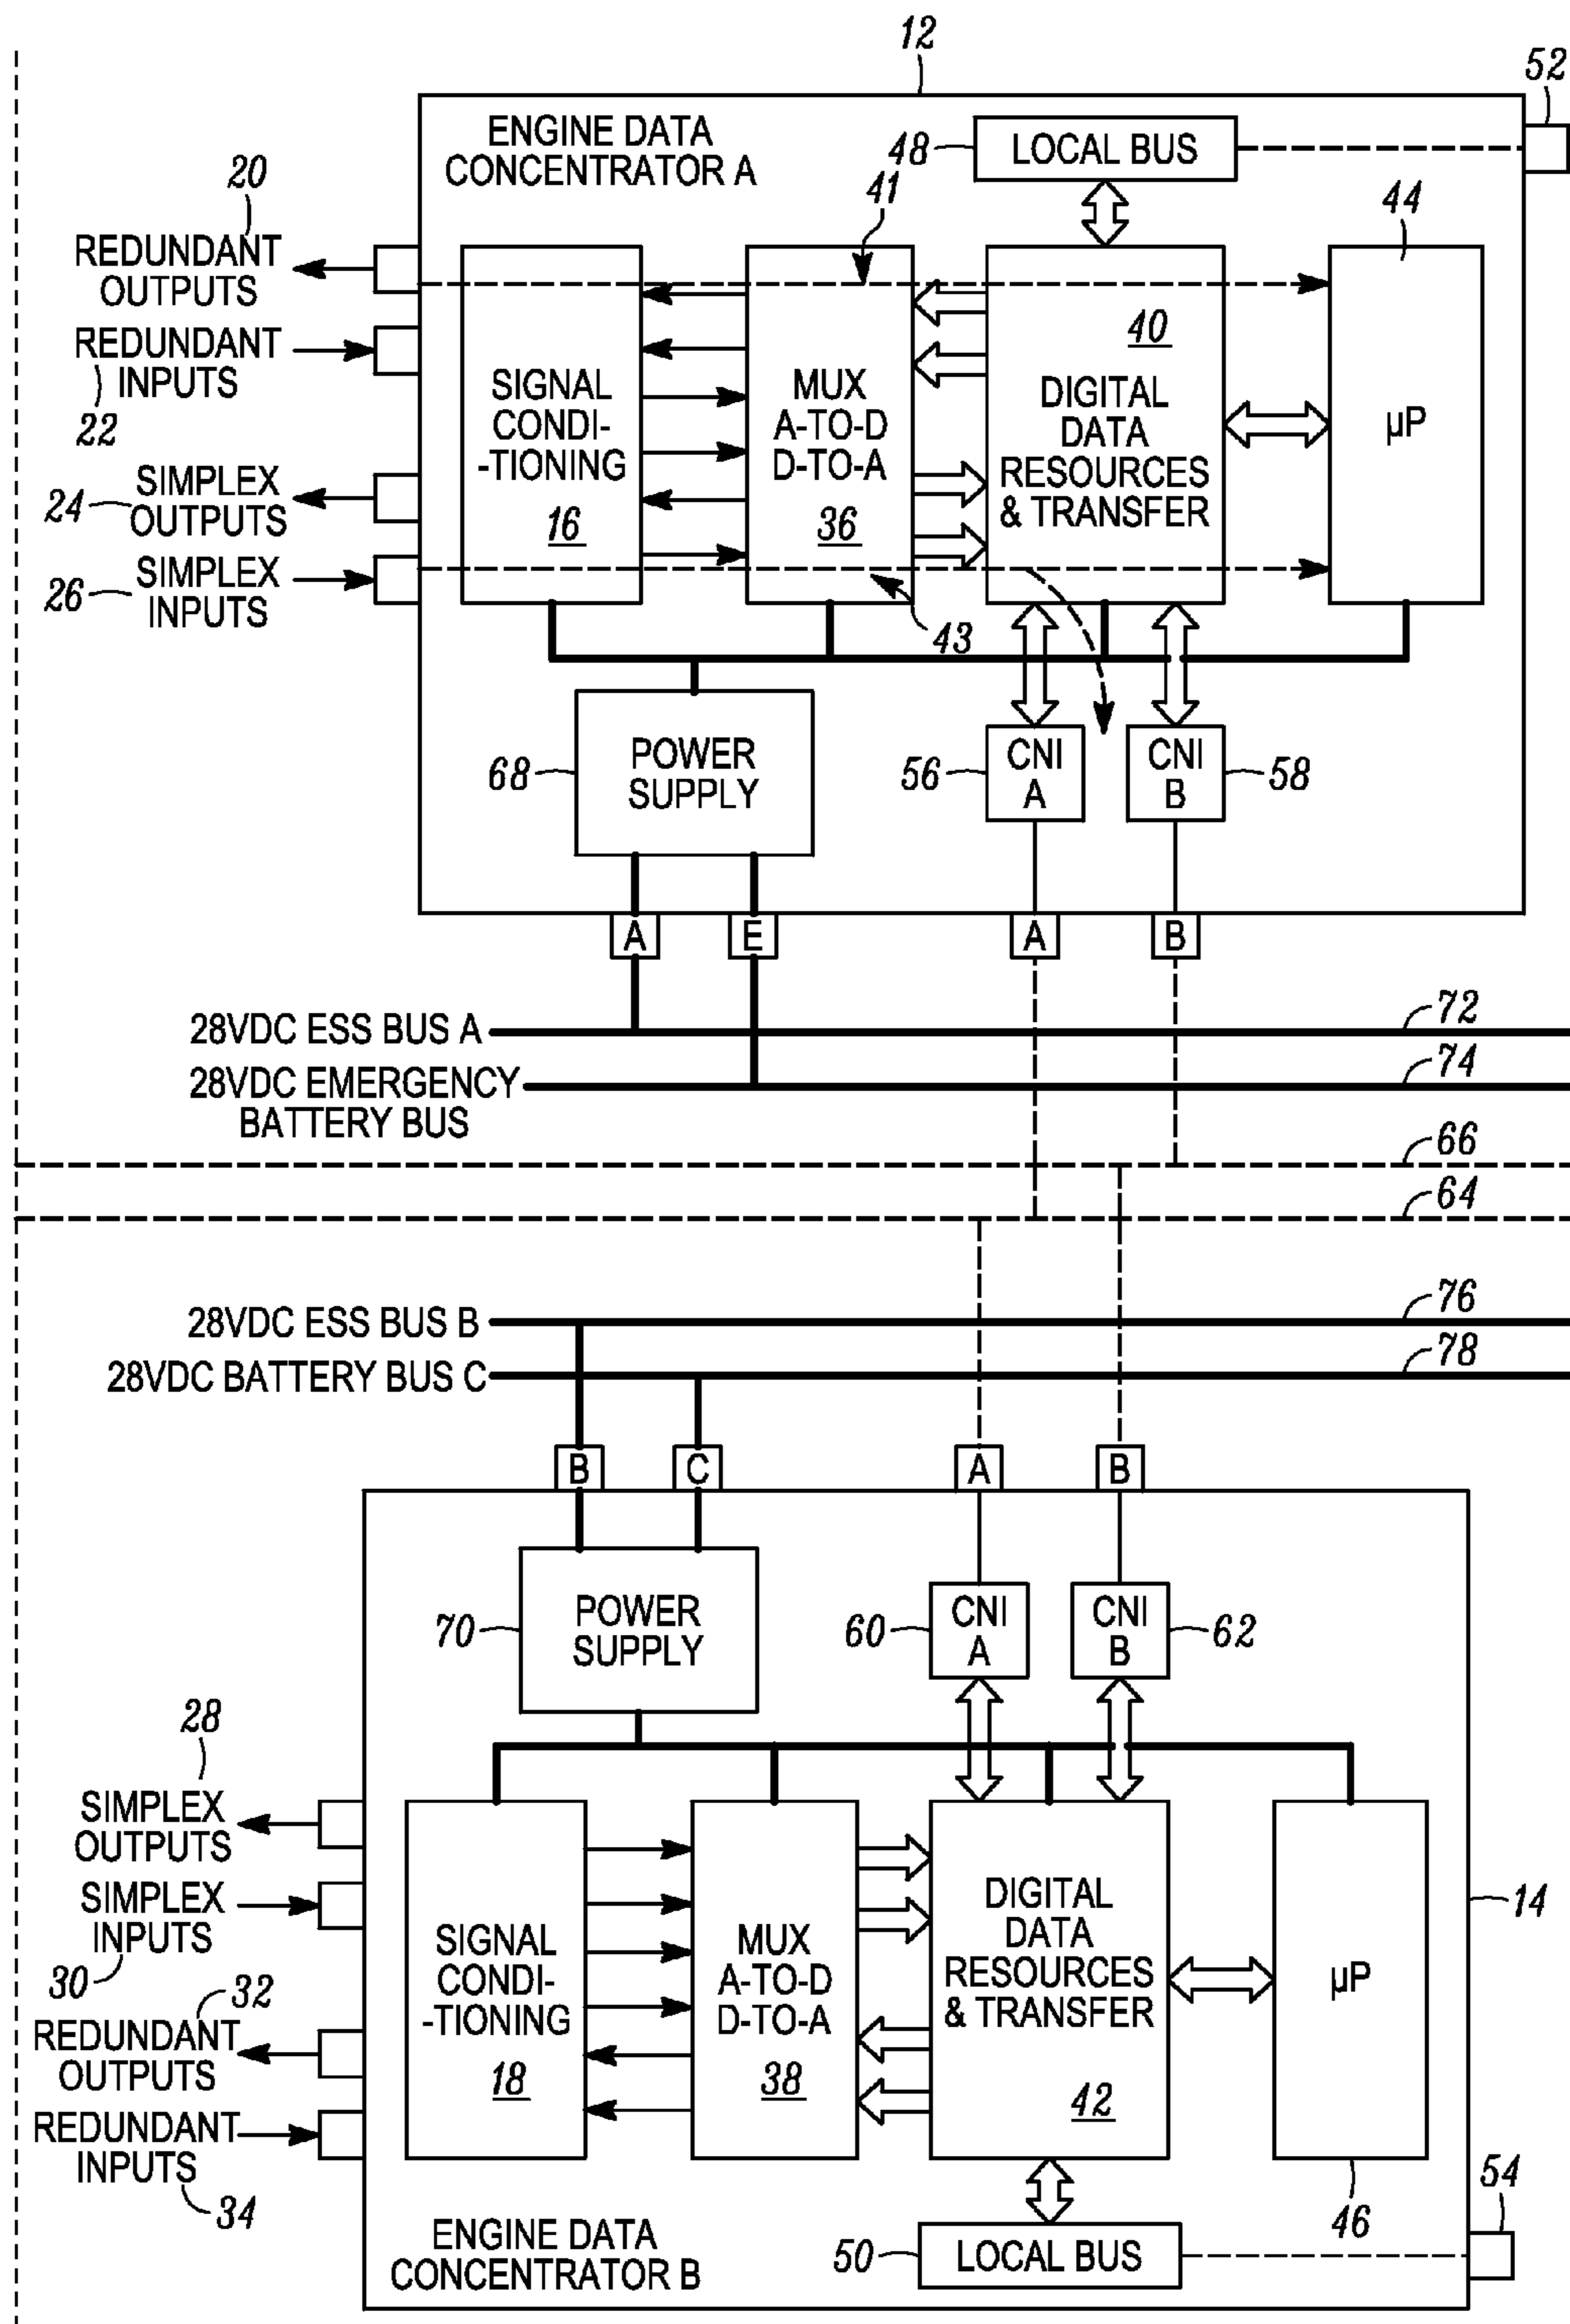 12
52
ENGINE DATA
CONCENTRATOR A
48
LOCAL BUS
20
41
44
REDUNDANT
OUTPUTS
REDUNDANT
INPUTS
22
SIMPLEX
24
OUTPUTS
SIMPLEX
26
INPUTS
SIGNAL
CONDI-
-TIONING
16
MUX
A-TO-D
D-TO-A
36
40
DIGITAL
DATA
RESOURCES
& TRANSFER
µP
43
68
POWER
SUPPLY
56
CNI
A
CNI
B
58
A
E
A
B
28VDC ESS BUS A
72
28VDC EMERGENCY
BATTERY BUS
74
66
64
28VDC ESS BUS B
76
28VDC BATTERY BUS C
78
B
C
A
B
70
POWER
SUPPLY
60
CNI
A
CNI
B
62
28
SIMPLEX
OUTPUTS
SIMPLEX
INPUTS
30
32
REDUNDANT
OUTPUTS
REDUNDANT
INPUTS
34
SIGNAL
CONDI-
-TIONING
18
MUX
A-TO-D
D-TO-A
38
DIGITAL
DATA
RESOURCES
& TRANSFER
42
µP
14
46
54
ENGINE DATA
CONCENTRATOR B
50
LOCAL BUS